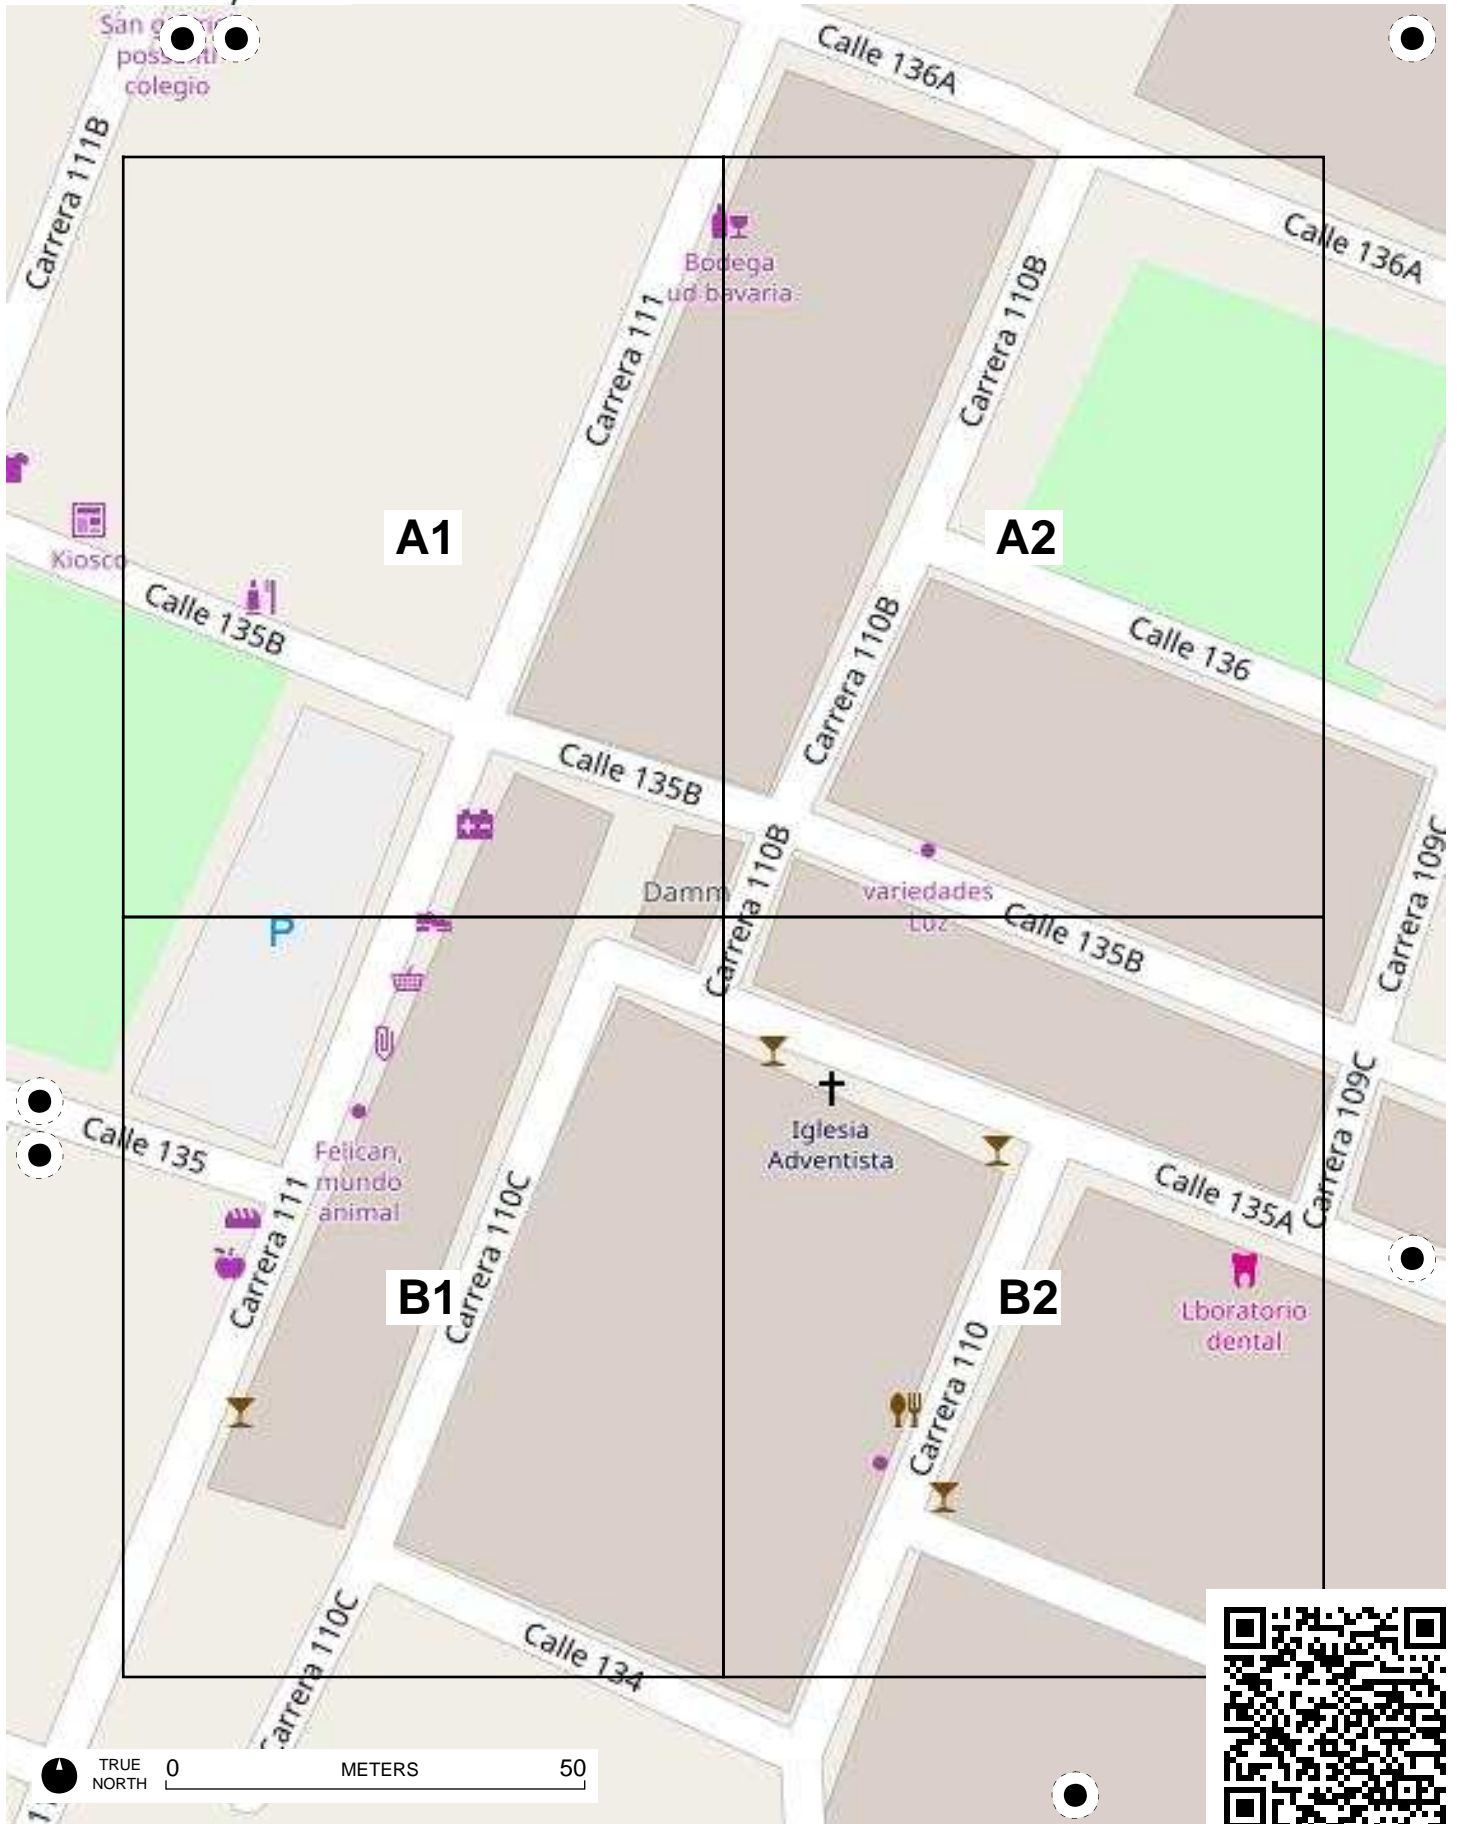 colegio
Calle 136A
Carrera 111B
Calle 136A
Bodega
ud bavaria
Carrera 110B
Carrera 111
A1
A2
Kiosco
Calle 135B
Carrera 110B
Calle 136
Calle 135B
Carrera 109C
Carrera 110B
Damm
variedades
Luz
P
Calle 135B
Calle 135
Iglesia
Adventista
Felican,
mundo
animal
Carrera 109C
Calle 135A
Carrera 111
Carrera 110C
B1
B2
Lboratorio
dental
Carrera 110
Carrera 110C
Calle 134
TRUE
NORTH
0 METERS 50